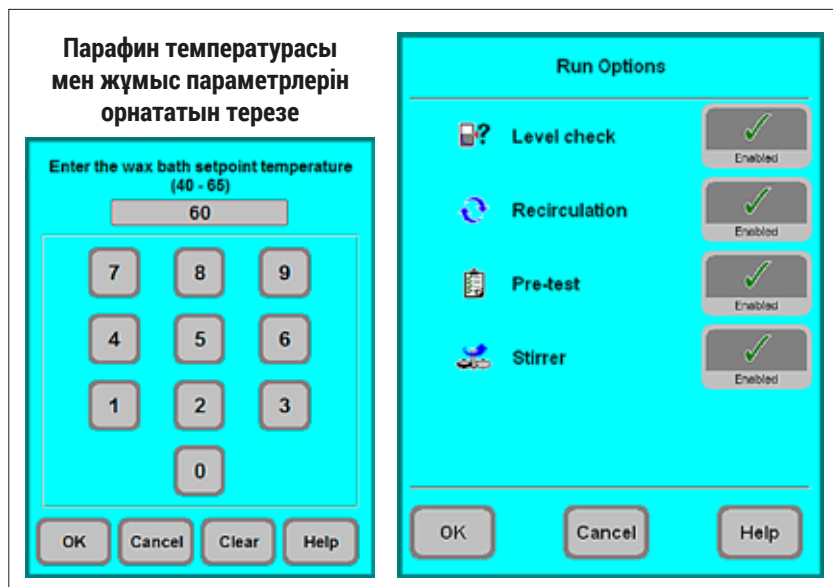 Парафин температурасы
мен жұмыс параметрлерін
орнататын терезе
Enter the wax bath setpoint temperature
(40 - 65)
60
7 8 9
4 5 6
1 2 3
0
OK Cancel Clear Help
Run Options
Level check
Enabled
Recirculation
Enabled
Pre-test
Enabled
Stirrer
Enabled
OK Cancel Help